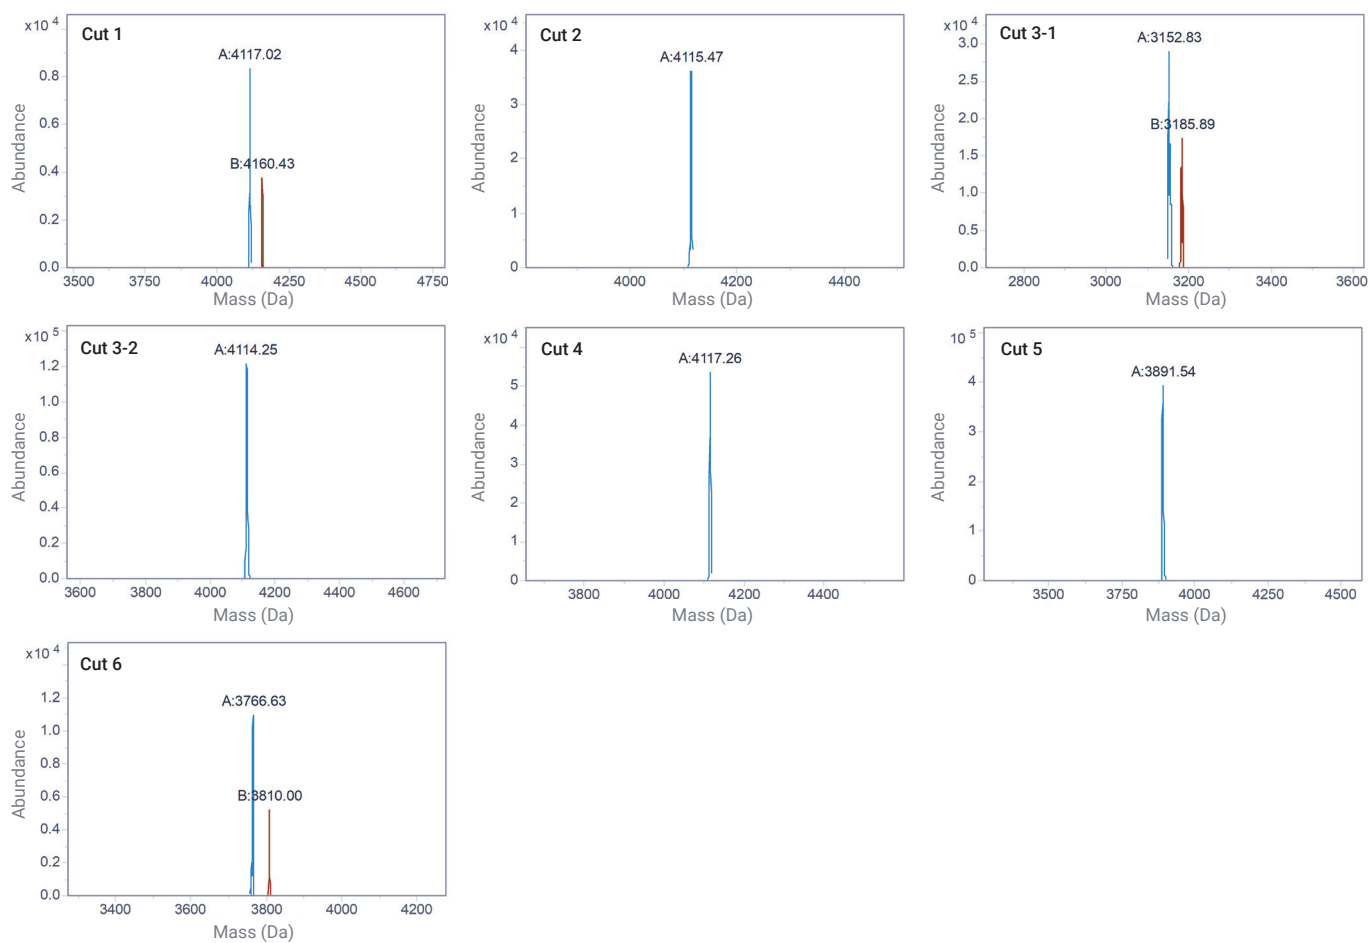 x10 4
Cut 1
A:4117.02
B:4160.43
0.8
0.6
0.4
0.2
0.0
Abundance
3500 3750 4000 4250 4500 4750
Mass (Da)
x10 4
Cut 2
A:4115.47
4
3
2
1
0
Abundance
4000 4200 4400
Mass (Da)
x10 4
Cut 3-1
A:3152.83
B:3185.89
3.0
2.5
2.0
1.5
1.0
0.5
0.0
Abundance
2800 3000 3200 3400 3600
Mass (Da)
x10 5
Cut 3-2
A:4114.25
1.2
1.0
0.8
0.6
0.4
0.2
0.0
Abundance
3600 3800 4000 4200 4400 4600
Mass (Da)
x10 4
Cut 4
A:4117.26
5
4
3
2
1
0
Abundance
3800 4000 4200 4400
Mass (Da)
10 5
Cut 5
A:3891.54
4
3
2
1
0
Abundance
3500 3750 4000 4250 4500
Mass (Da)
x10 4
Cut 6
A:3766.63
B:3810.00
1.2
1.0
0.8
0.6
0.4
0.2
0.0
Abundance
3400 3600 3800 4000 4200
Mass (Da)